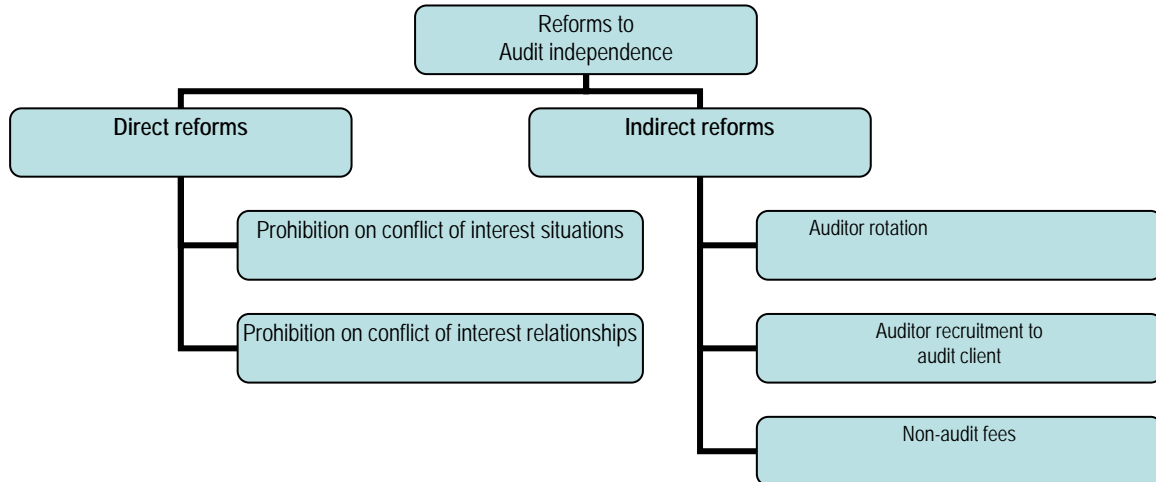 Reforms to
Audit independence
Direct reforms
Indirect reforms
Prohibition on conflict of interest situations
Prohibition on conflict of interest relationships
Auditor rotation
Auditor recruitment to
audit client
Non-audit fees